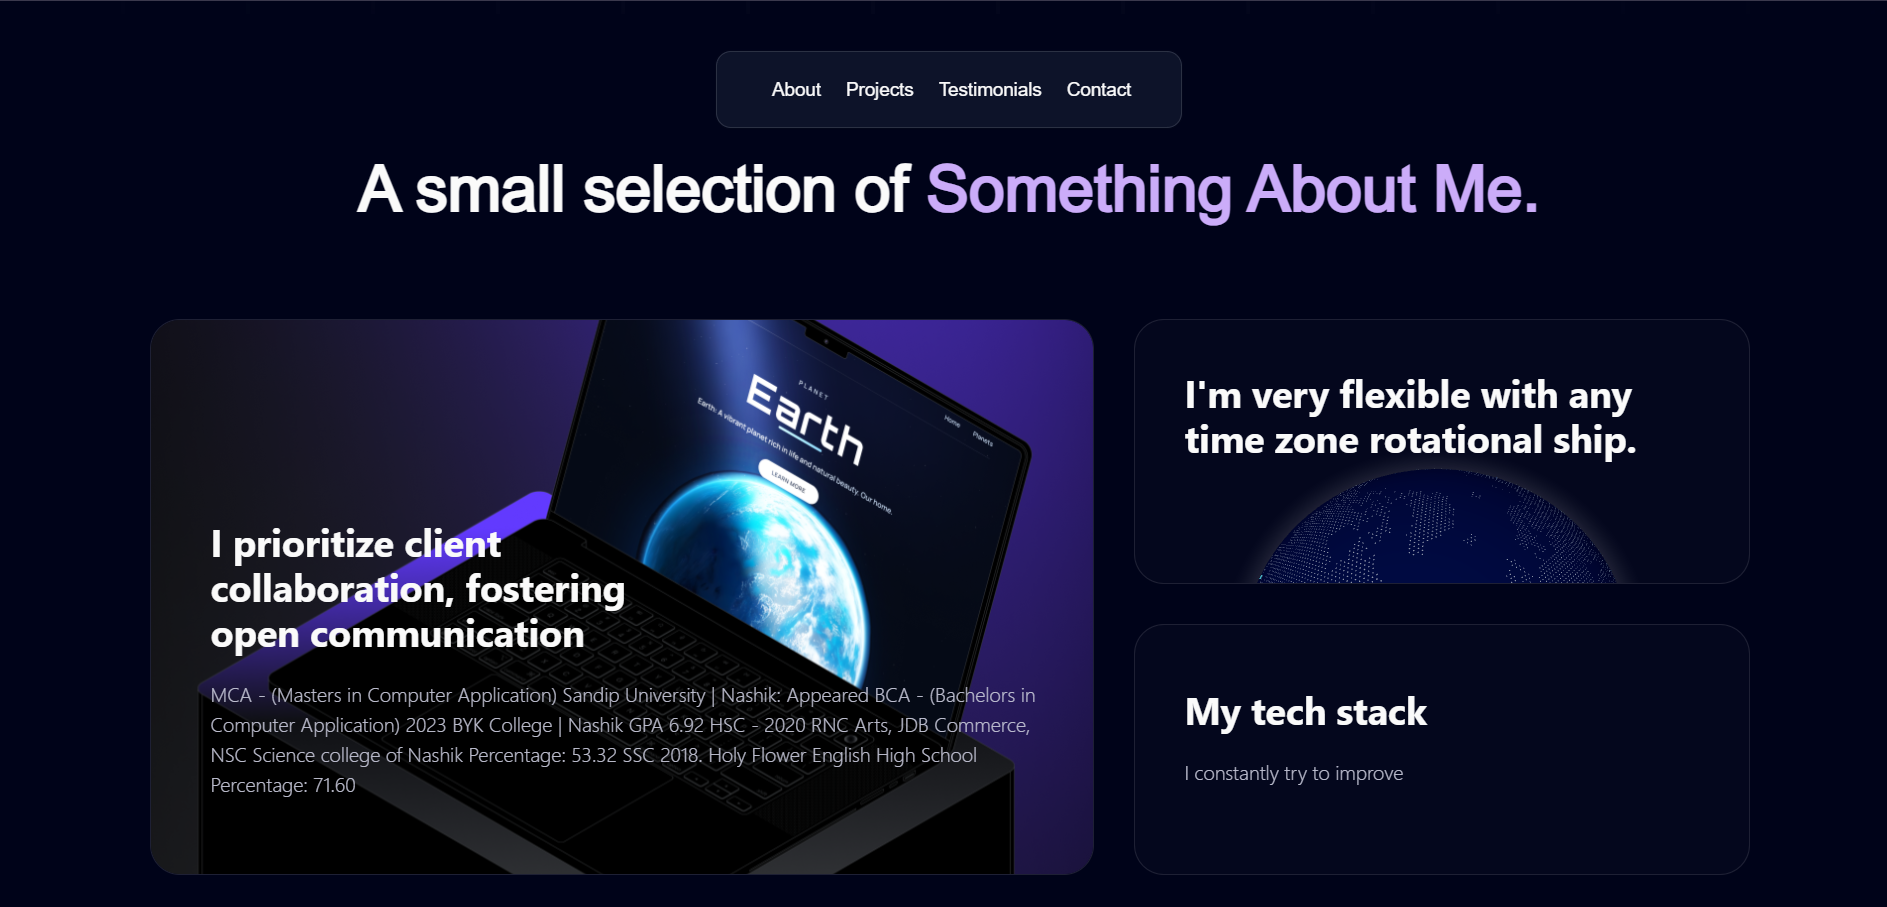 About Projects Testimonials Contact
A small selection of Something About Me.
PLANET
Earth
Home Planets
Earth: A vibrant planet rich in life and natural beauty. Our home.
LEARN MORE
I prioritize client
collaboration, fostering
open communication
MCA - (Masters in Computer Application) Sandip University | Nashik: Appeared BCA - (Bachelors in
Computer Application) 2023 BYK College | Nashik GPA 6.92 HSC - 2020 RNC Arts, JDB Commerce,
NSC Science college of Nashik Percentage: 53.32 SSC 2018. Holy Flower English High School
Percentage: 71.60
I'm very flexible with any
time zone rotational ship.
My tech stack
I constantly try to improve